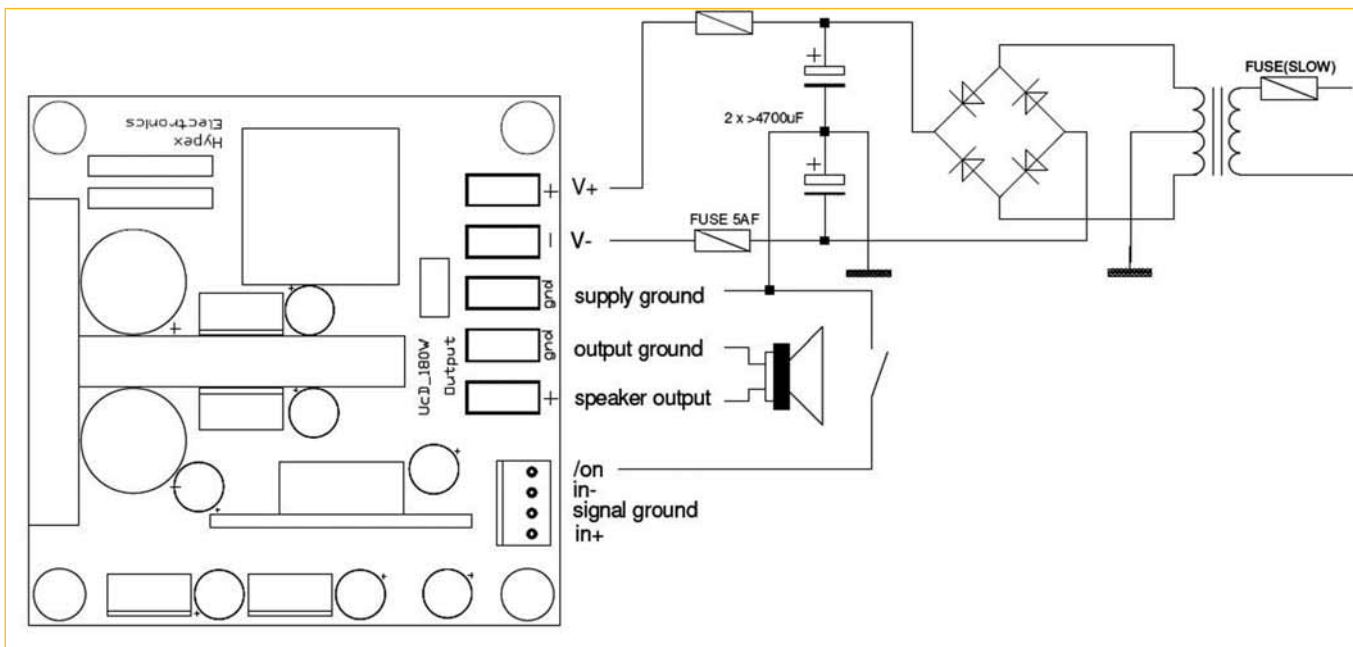 Hypex
Electronics
FUSE(SLOW)
2 x >4700uF
+
+
+ V+
- V-
FUSE 5AF
gnd supply ground
gnd output ground
+ speaker output
UcD_180W
Output
/on
in-
signal ground
in+